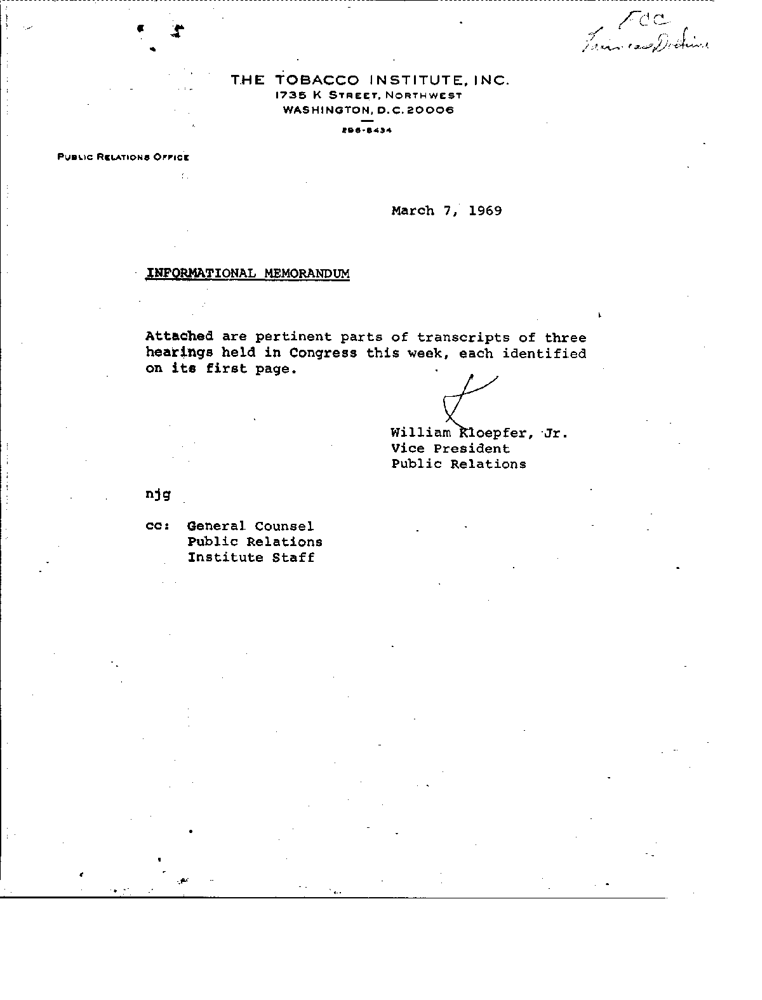 FCC
Fairness Doctrine
THE TOBACCO INSTITUTE, INC.
1735 K STREET, NORTHWEST
WASHINGTON, D.C. 20006
296-8434
PUBLIC RELATIONS OFFICE
March 7, 1969
INFORMATIONAL MEMORANDUM
Attached are pertinent parts of transcripts of three
hearings held in Congress this week, each identified
on its first page.
William Kloepfer, Jr.
Vice President
Public Relations
njg
cc: General Counsel
Public Relations
Institute Staff